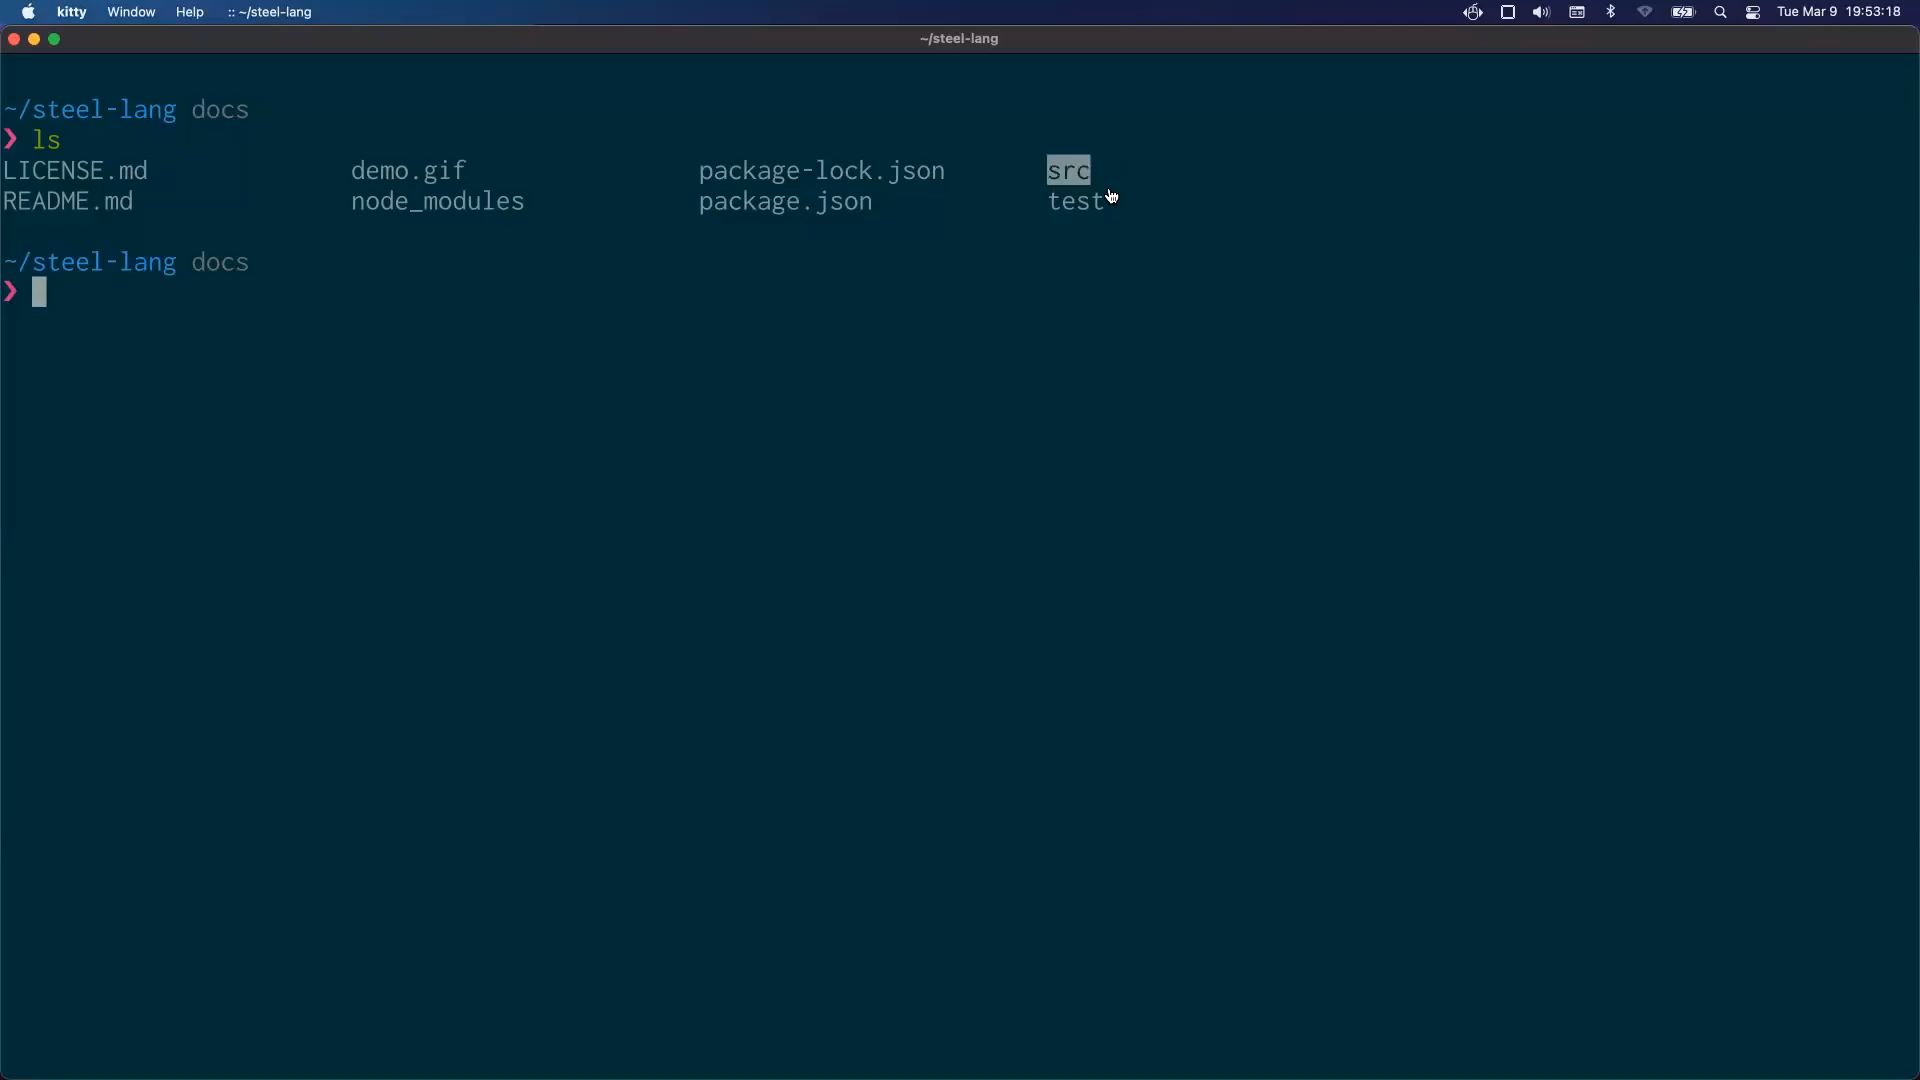 kitty Window Help :: ~/steel-lang Tue Mar 9 19:53:18
~/steel-lang
~/steel-lang docs
❯ ls
LICENSE.md demo.gif package-lock.json src
README.md node_modules package.json test
~/steel-lang docs
❯